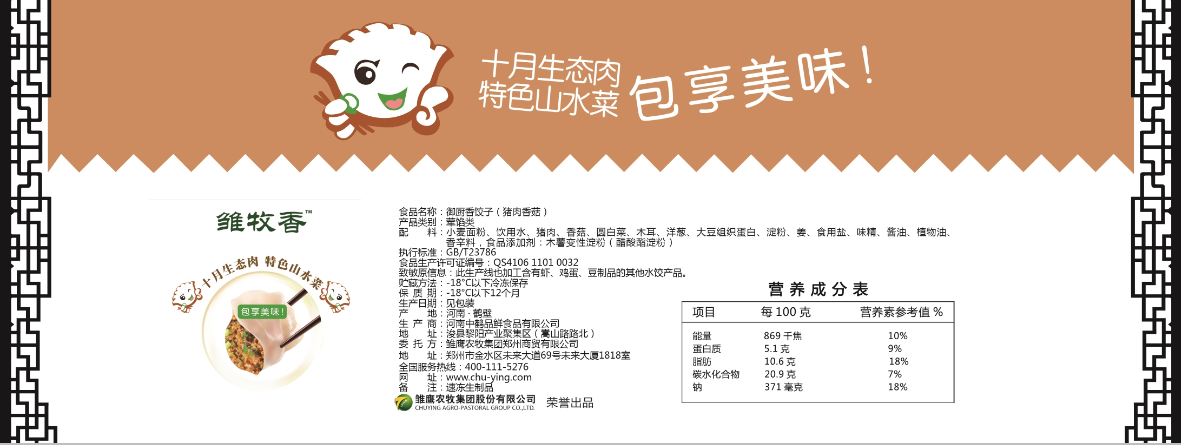 十月生态肉
特色山水菜
包享美味！
雏牧香™
十月生态肉 特色山水菜
包享美味！
食品名称：御厨香饺子（猪肉香菇）
产品类别：荤馅类
配 料：小麦面粉、饮用水、猪肉、香菇、圆白菜、木耳、洋葱、大豆组织蛋白、淀粉、姜、食用盐、味精、酱油、植物油、
香辛料，食品添加剂：木薯变性淀粉（醋酸酯淀粉）
执行标准：GB/T23786
食品生产许可证编号：QS4106 1101 0032
致敏原信息：此生产线也加工含有虾、鸡蛋、豆制品的其他水饺产品。
贮藏方法：-18℃以下冷冻保存
保 质 期：-18℃以下12个月
生产日期：见包装
产 地：河南·鹤壁
生 产 商：河南中鹤品鲜食品有限公司
地 址：浚县黎阳产业聚集区（嵩山路路北）
委 托 方：雏鹰农牧集团郑州商贸有限公司
地 址：郑州市金水区未来大道69号未来大厦1818室
全国服务热线：400-111-5276
网 址：www.chu-ying.com
备 注：速冻生制品
雏鹰农牧集团股份有限公司 荣誉出品
CHUYING AGRO-PASTORAL GROUP CO.,LTD.
营养成分表
项目 每100克 营养素参考值%
能量 869千焦 10%
蛋白质 5.1克 9%
脂肪 10.6克 18%
碳水化合物 20.9克 7%
钠 371毫克 18%